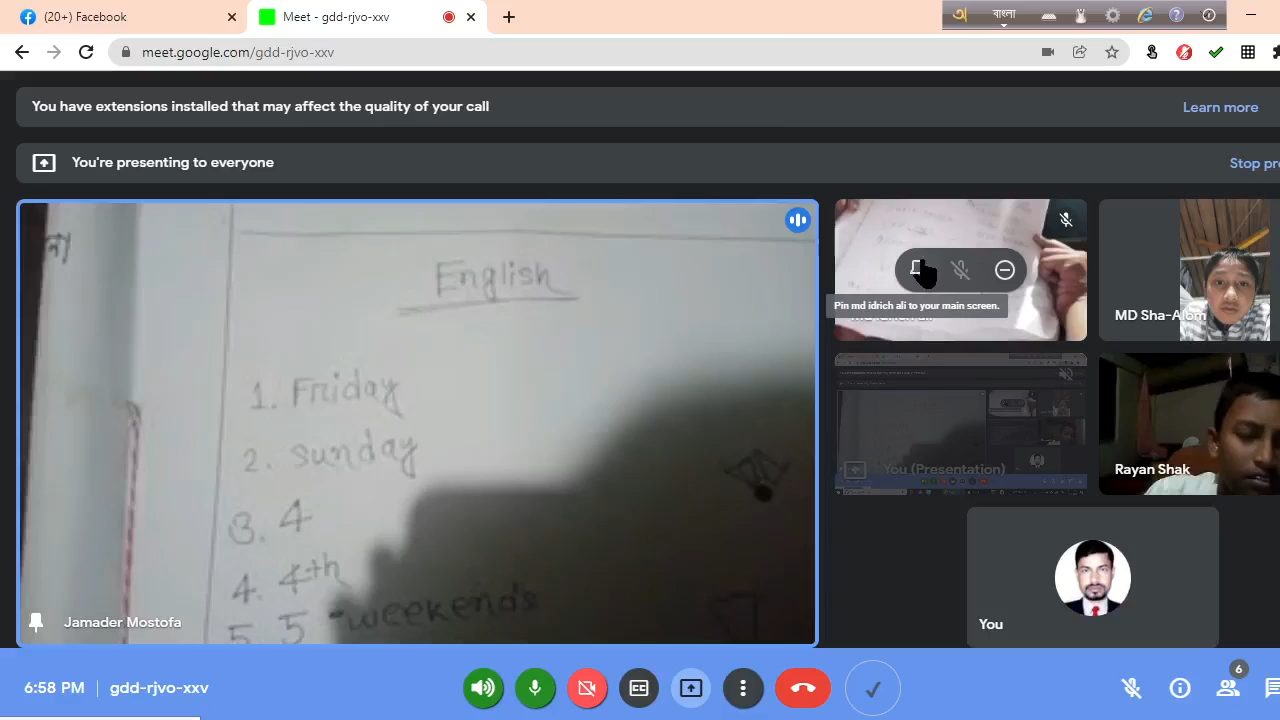 (20+) Facebook
Meet - gdd-rjvo-xxv
অ
বাংলা
meet.google.com/gdd-rjvo-xxv
You have extensions installed that may affect the quality of your call
Learn more
You're presenting to everyone
Stop pre
English
1. Friday
2. Sunday
3. 4
4. 4th
5. 5 weekend's
Jamader Mostofa
Pin md idrich ali to your main screen.
MD Sha-Alom
You (Presentation)
Rayan Shak
You
6:58 PM | gdd-rjvo-xxv
CC
6